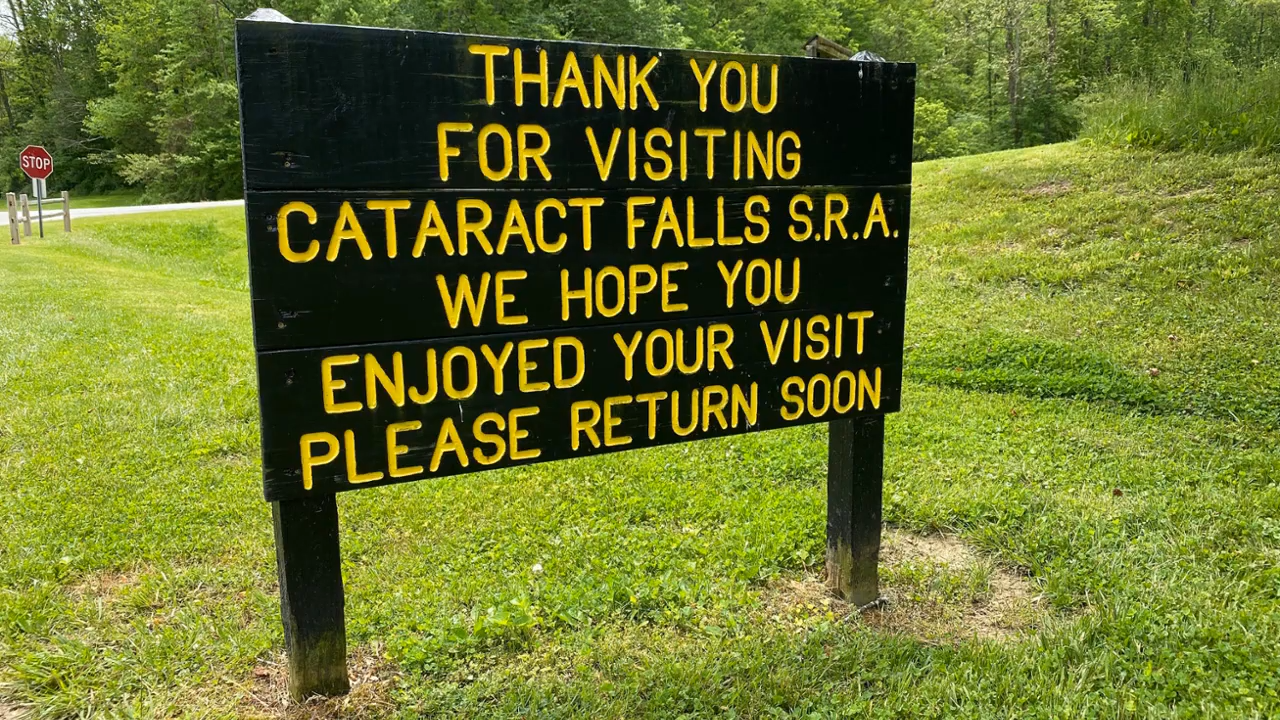 STOP
THANK YOU
FOR VISITING
CATARACT FALLS S.R.A.
WE HOPE YOU
ENJOYED YOUR VISIT
PLEASE RETURN SOON